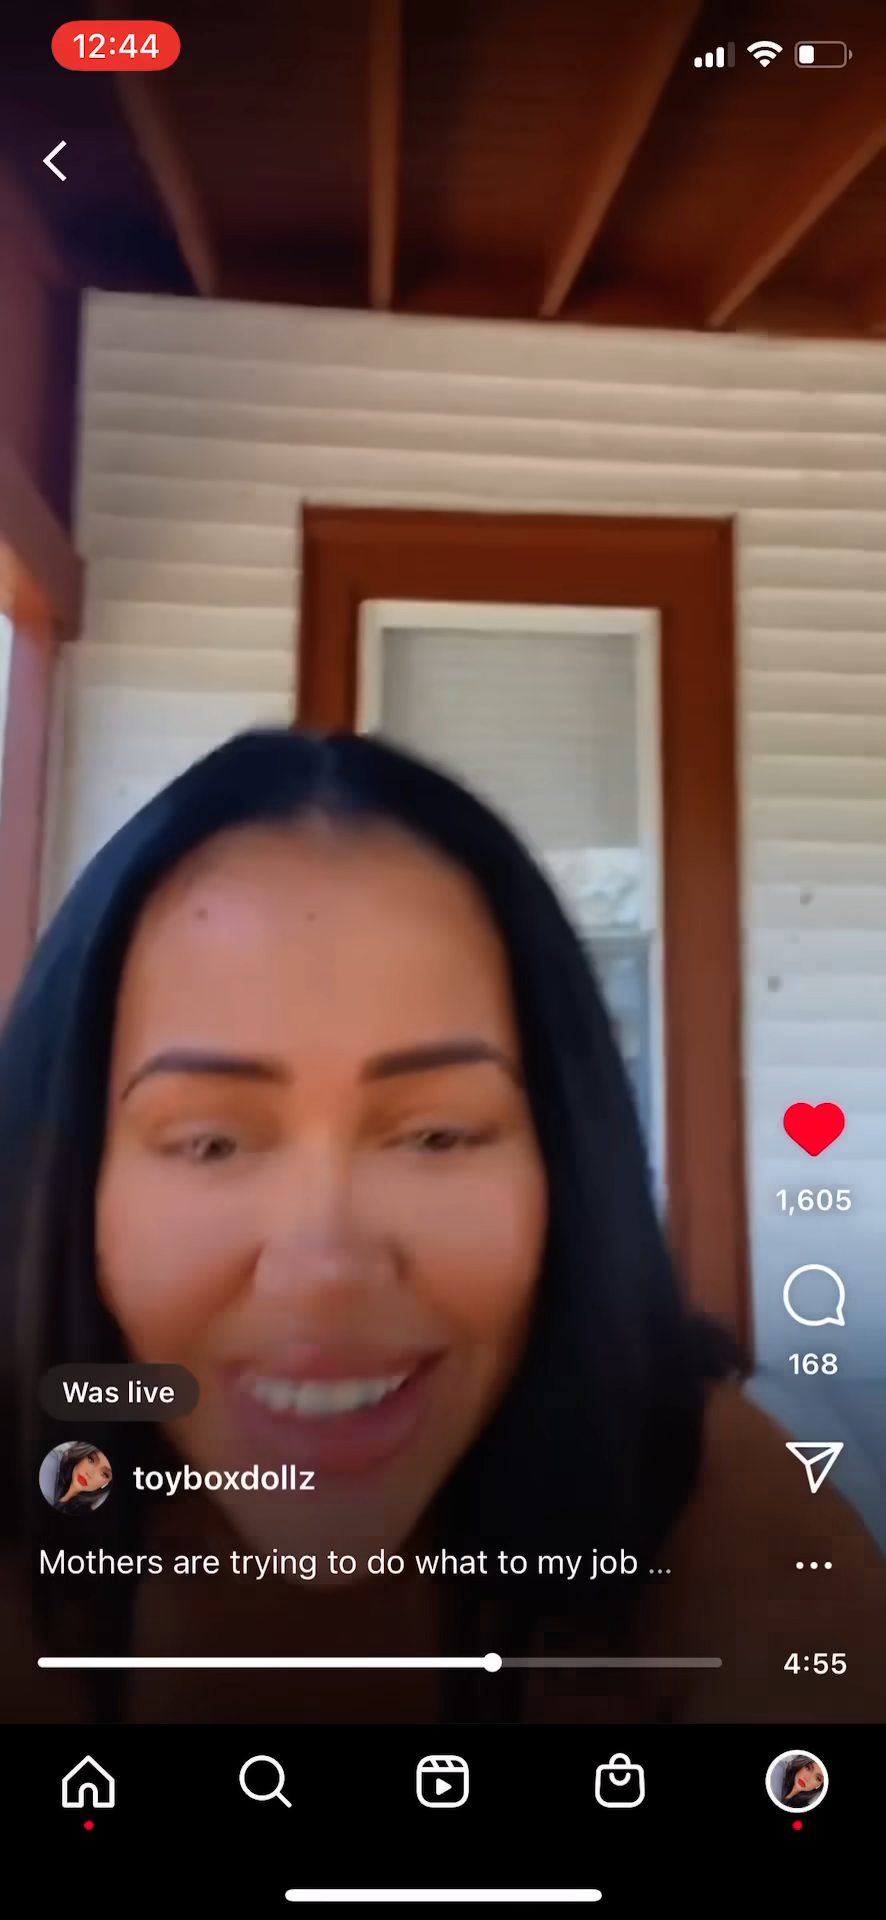 12:44
1,605
168
Was live
toyboxdollz
Mothers are trying to do what to my job ...
4:55